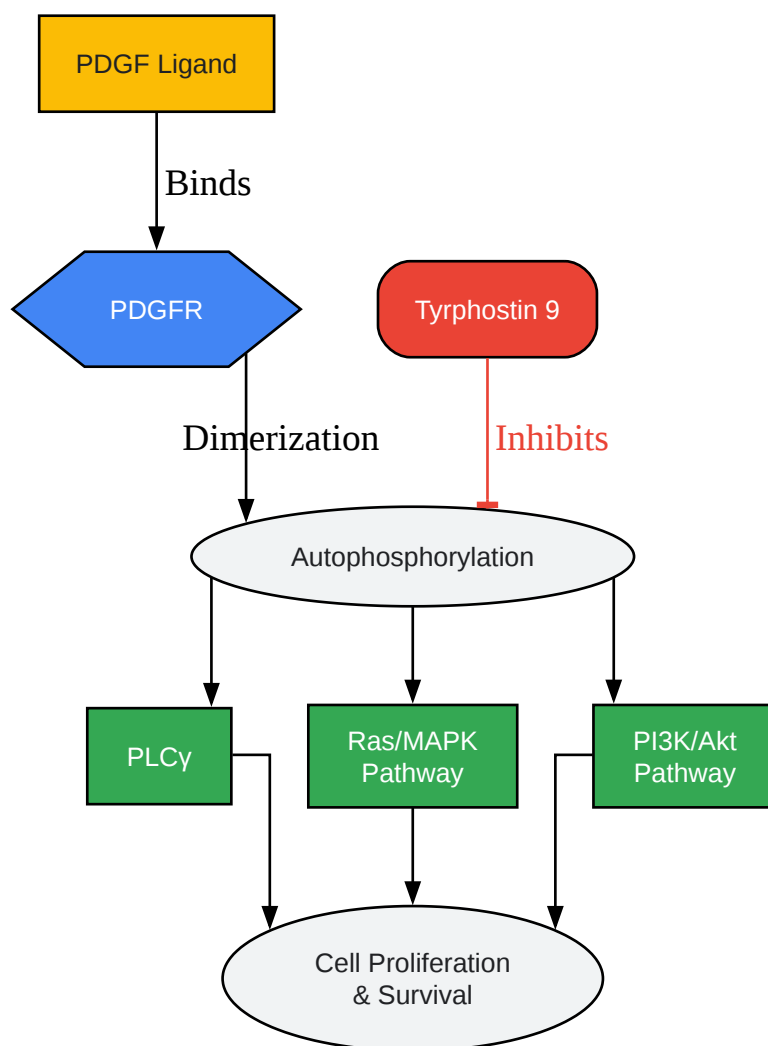 PDGF Ligand
Binds
PDGFR
Tyrphostin 9
Dimerization
Inhibits
Autophosphorylation
PLCγ
Ras/MAPK
Pathway
PI3K/Akt
Pathway
Cell Proliferation
& Survival